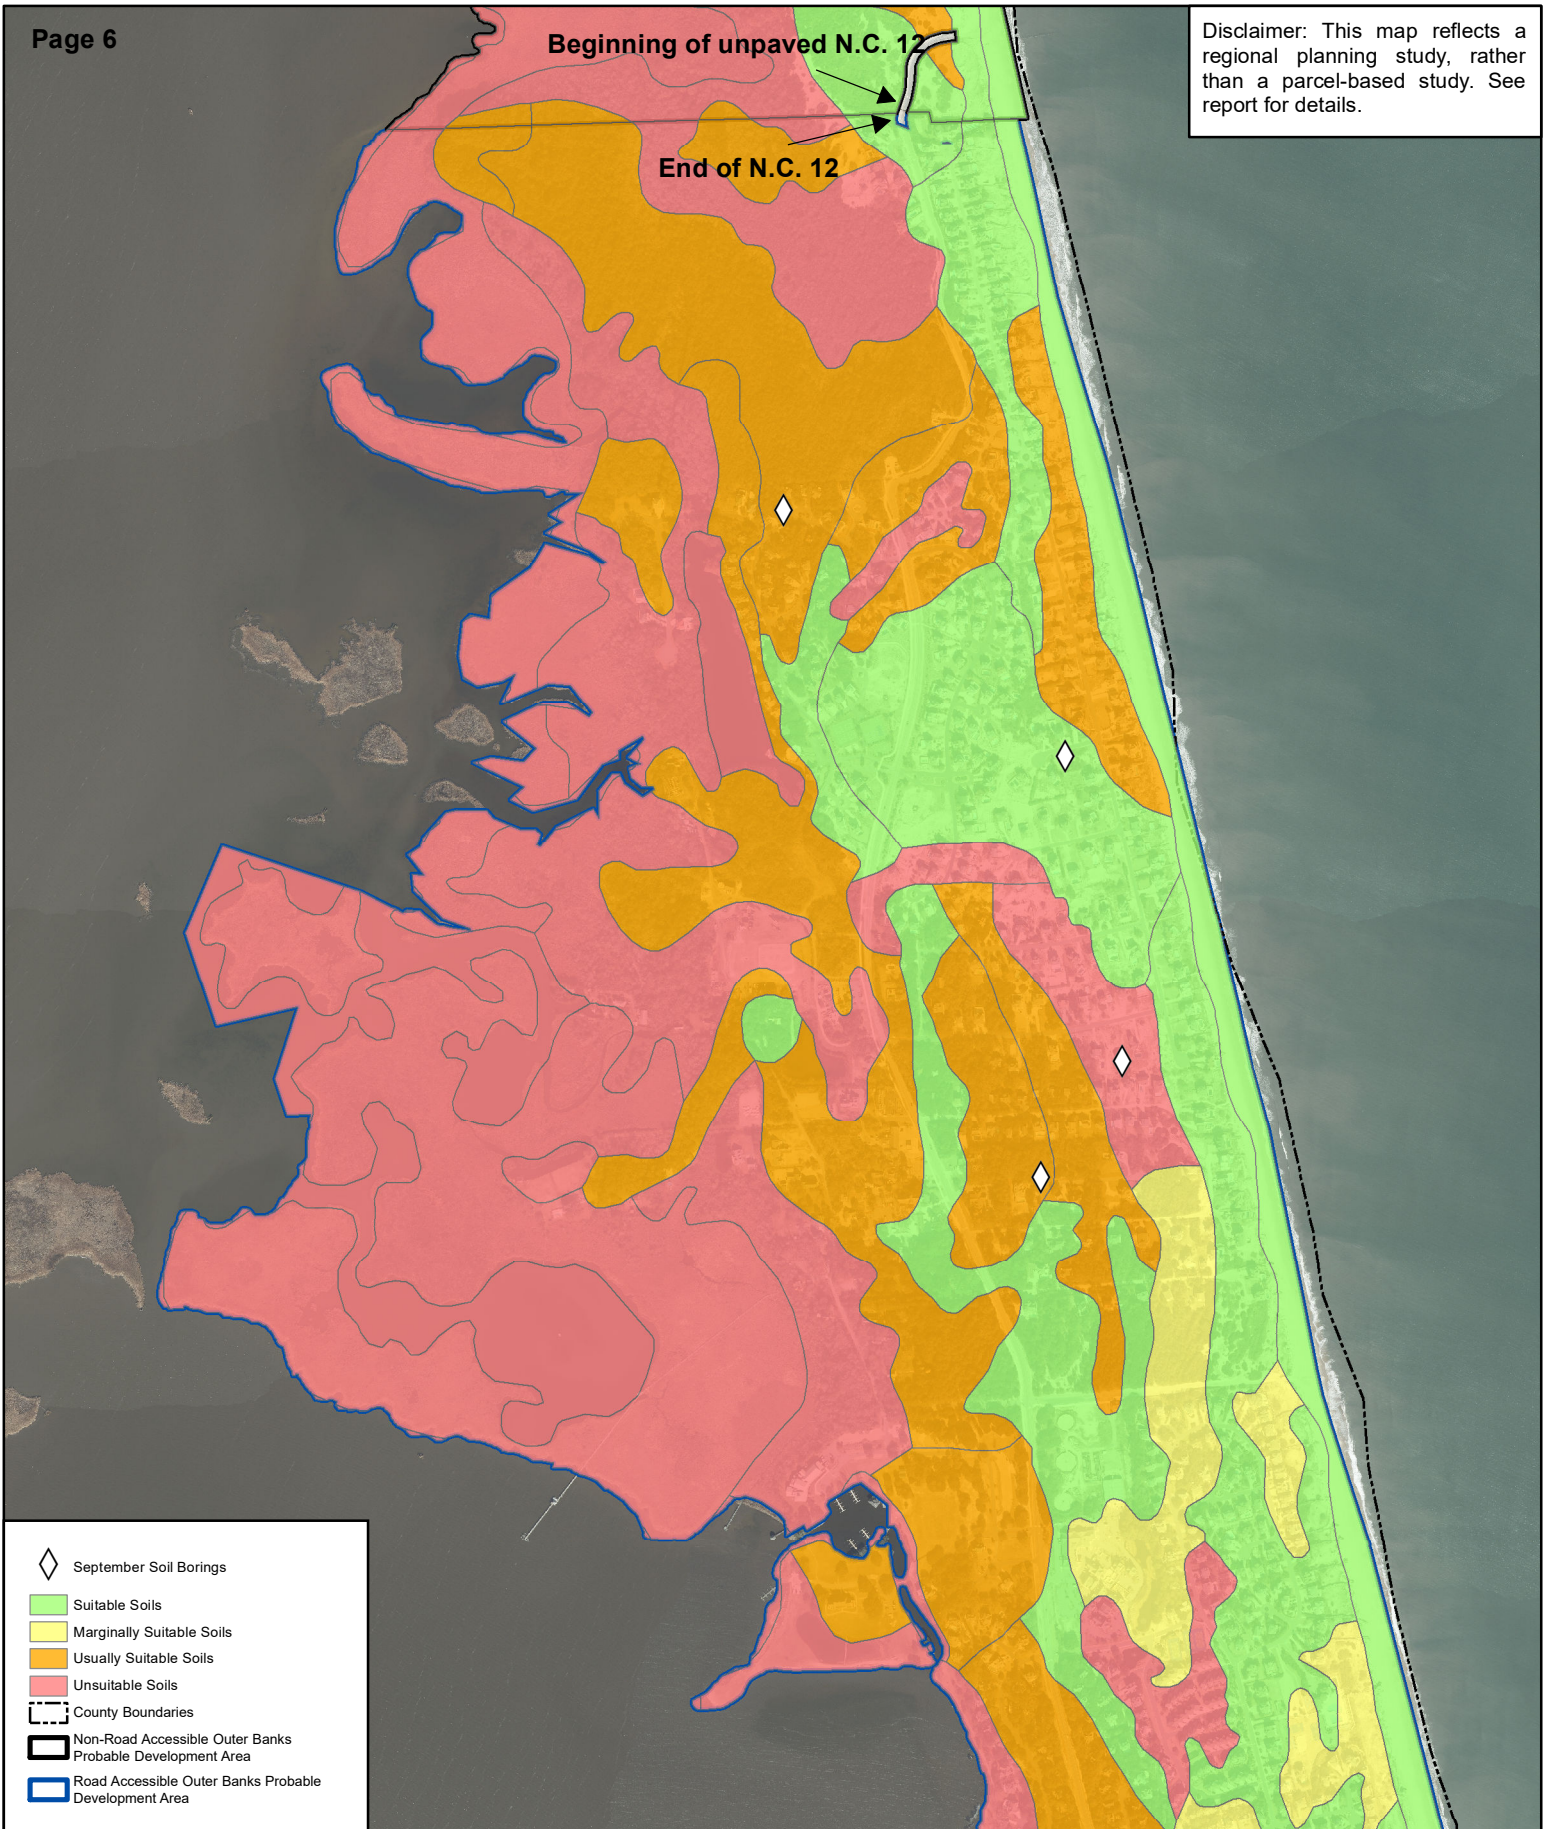 Page 6
Beginning of unpaved N.C. 12
End of N.C. 12
Disclaimer: This map reflects a
regional planning study, rather
than a parcel-based study. See
report for details.
September Soil Borings
Suitable Soils
Marginally Suitable Soils
Usually Suitable Soils
Unsuitable Soils
County Boundaries
Non-Road Accessible Outer Banks
Probable Development Area
Road Accessible Outer Banks Probable
Development Area